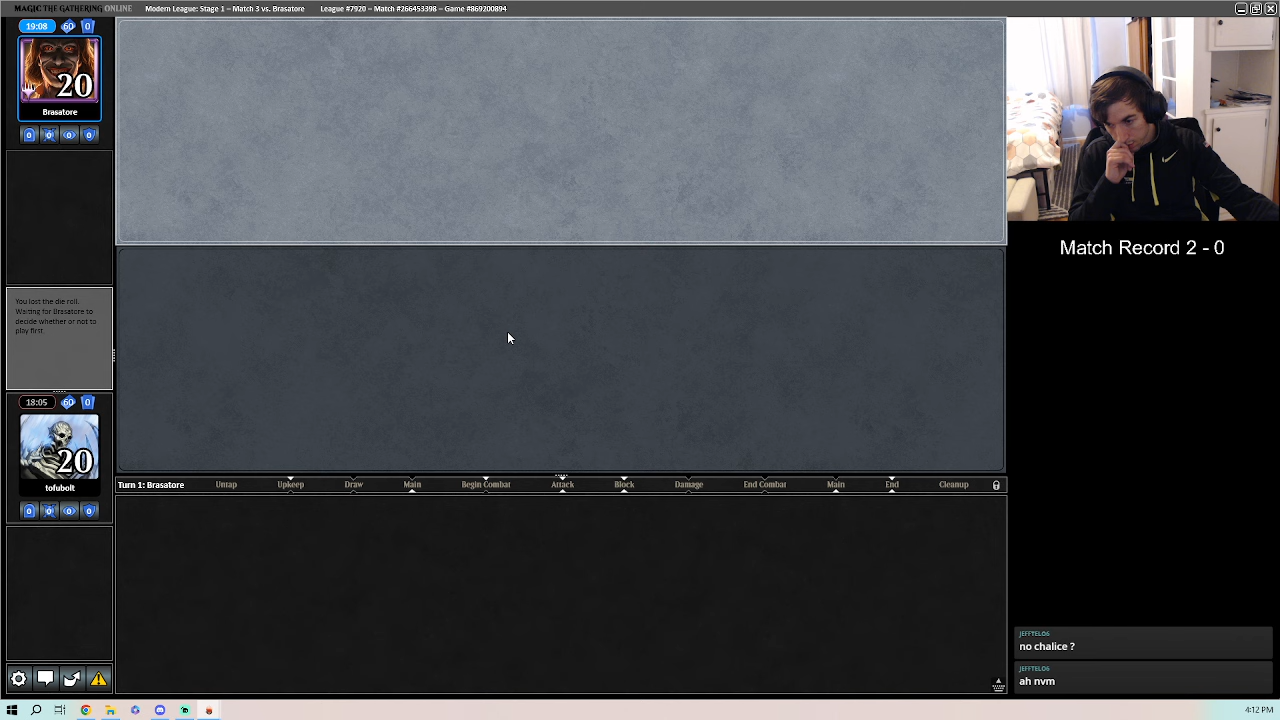 MAGIC THE GATHERING ONLINE
Modern League: Stage 1 – Match 3 vs. Brasatore
League #7920 – Match #266453398 – Game #869200894
19:08 60 0
20
Brasatore
0 0 0 0
You lost the die roll.
Waiting for Brasatore to
decide whether or not to
play first.
18:05 60 0
20
tofubolt
0 0 0 0
Turn 1: Brasatore Untap Upkeep Draw Main Begin Combat Attack Block Damage End Combat Main End Cleanup
Match Record 2 - 0
JEFFTELO6
no chalice ?
JEFFTELO6
ah nvm
4:12 PM